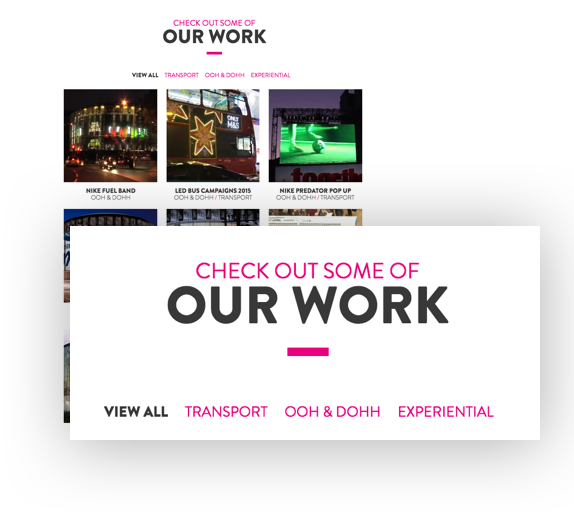 CHECK OUT SOME OF
OUR WORK
VIEW ALL TRANSPORT OOH & DOHH EXPERIENTIAL
ONLY
M&S
NIKE FUEL BAND
OOH & DOHH
LED BUS CAMPAIGNS 2015
OOH & DOHH / TRANSPORT
NIKE PREDATOR POP UP
OOH & DOHH / TRANSPORT
CHECK OUT SOME OF
OUR WORK
VIEW ALL TRANSPORT OOH & DOHH EXPERIENTIAL